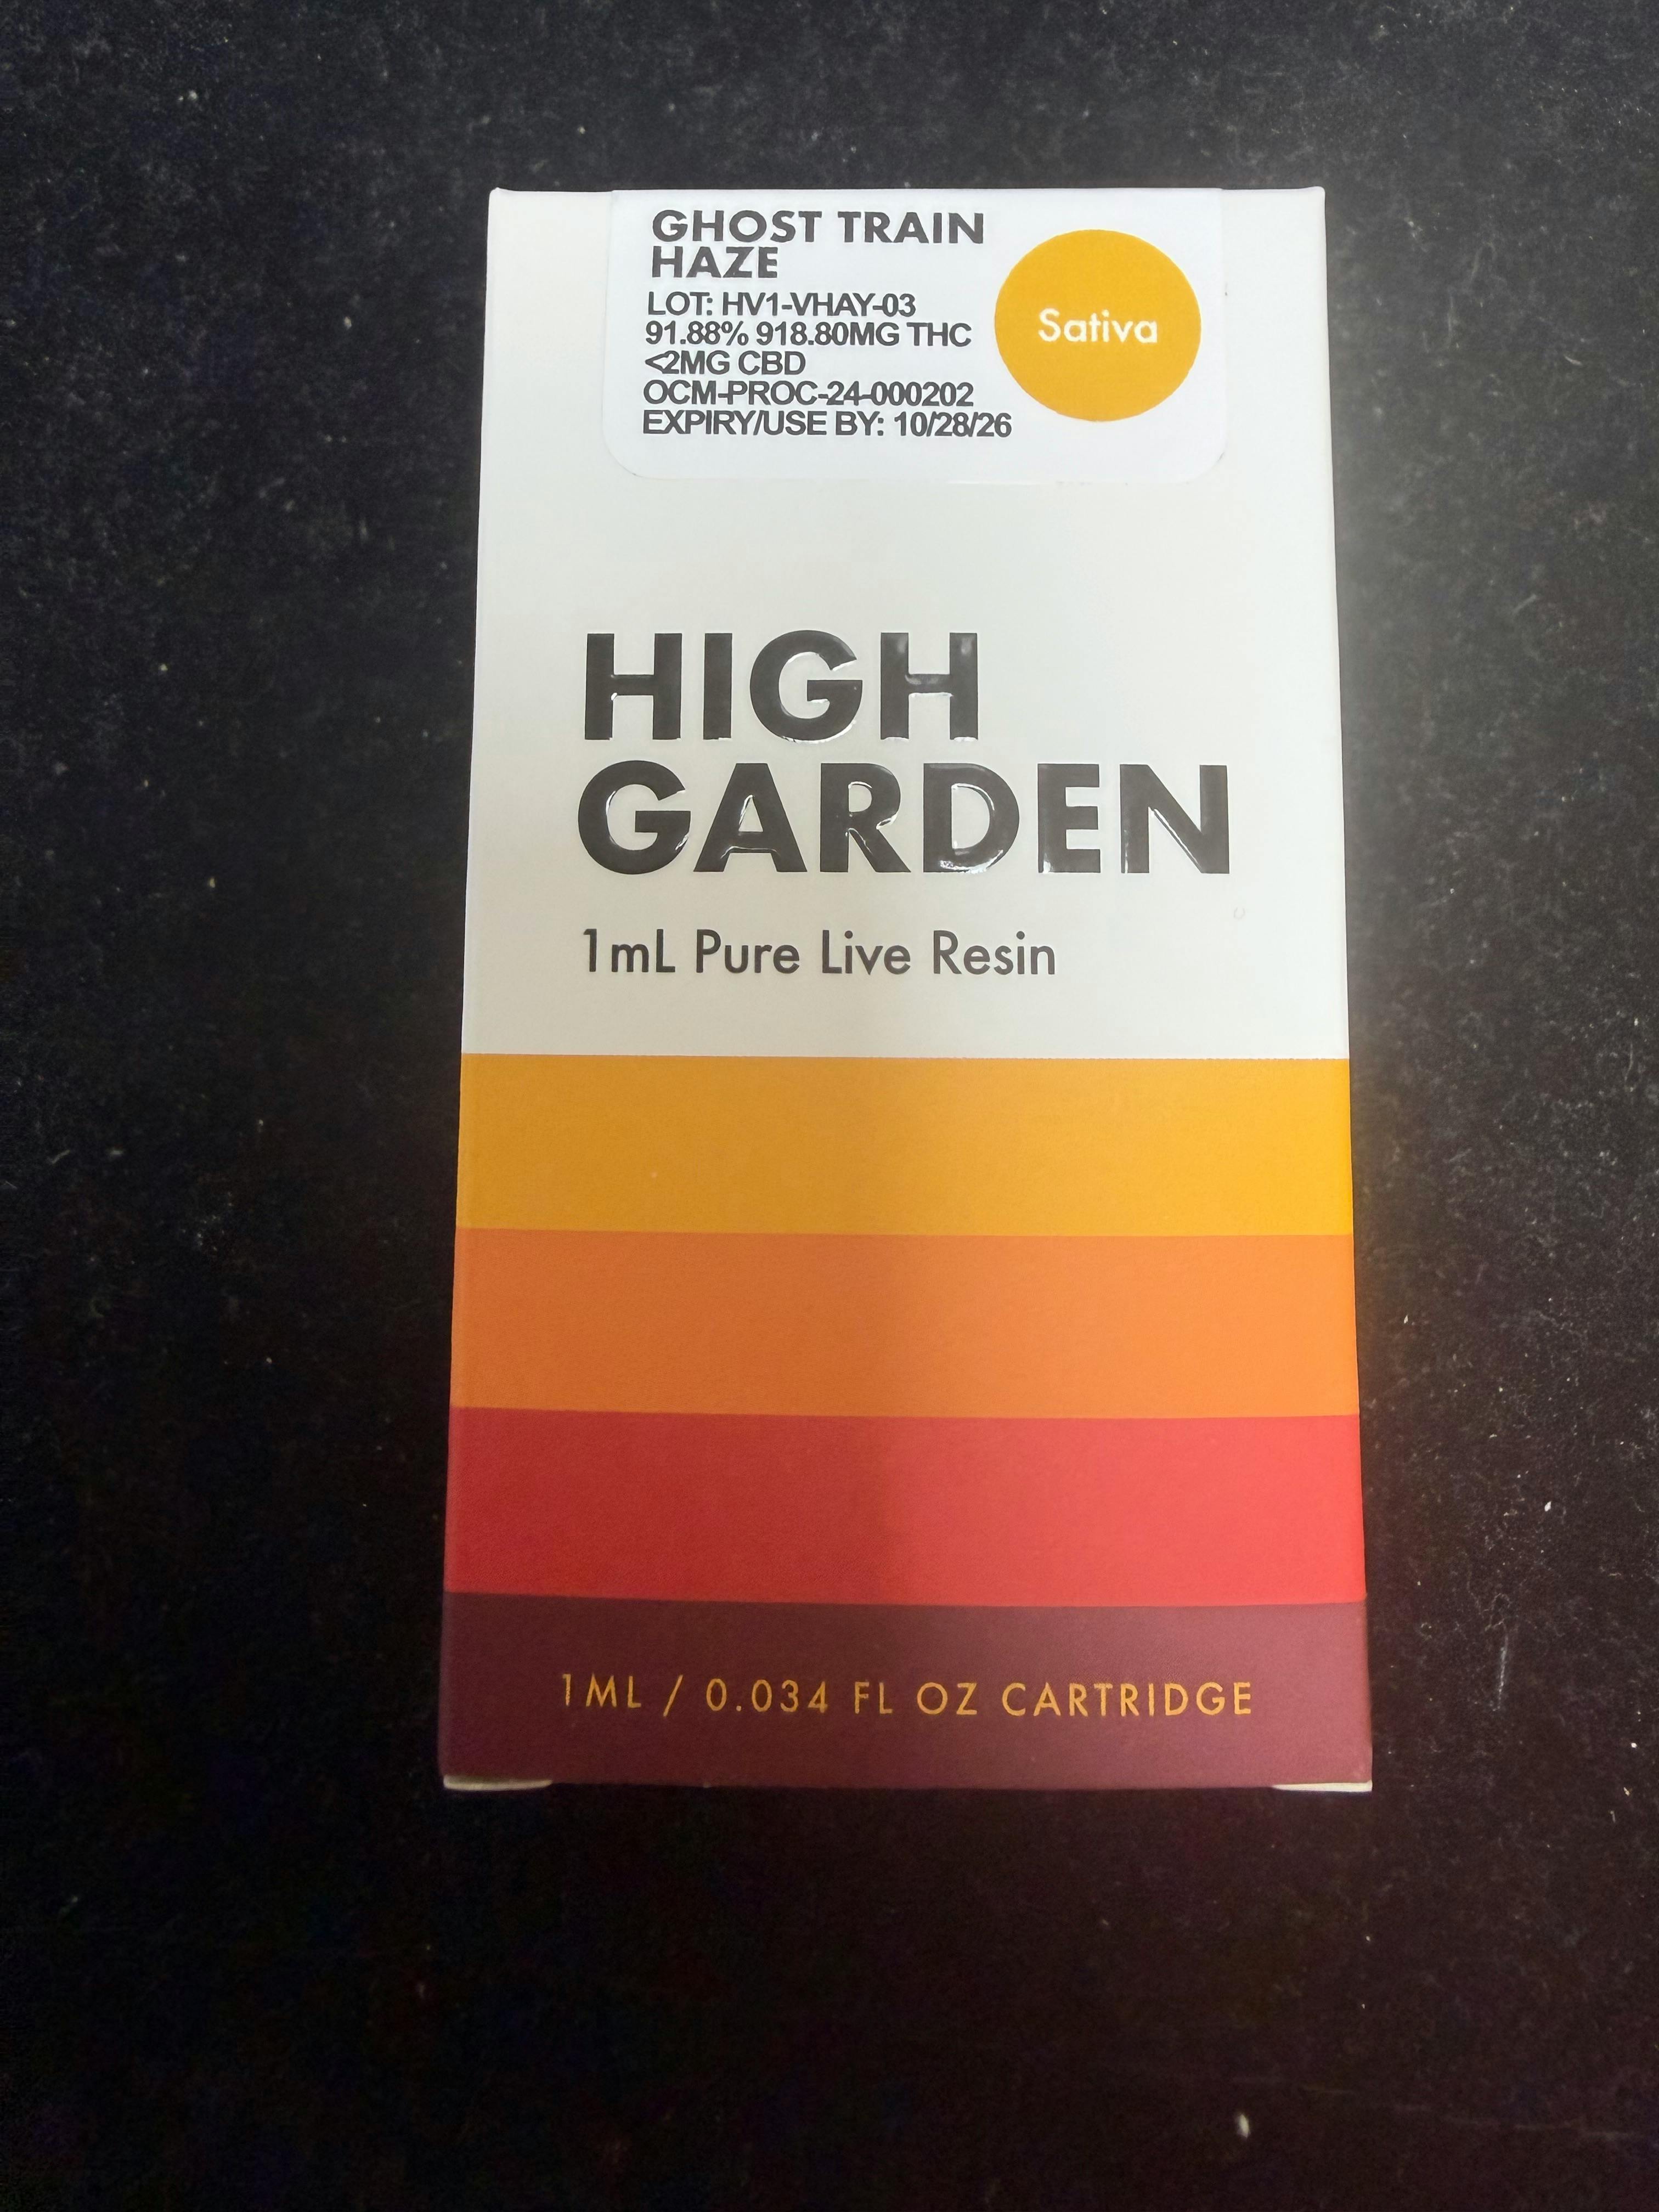 GHOST TRAIN
HAZE
LOT: HV1-VHAY-03
91.88% 918.80MG THC
<2MG CBD
OCM-PROC-24-000202
EXPIRY/USE BY: 10/28/26
Sativa
HIGH
GARDEN
1mL Pure Live Resin
1ML / 0.034 FL OZ CARTRIDGE